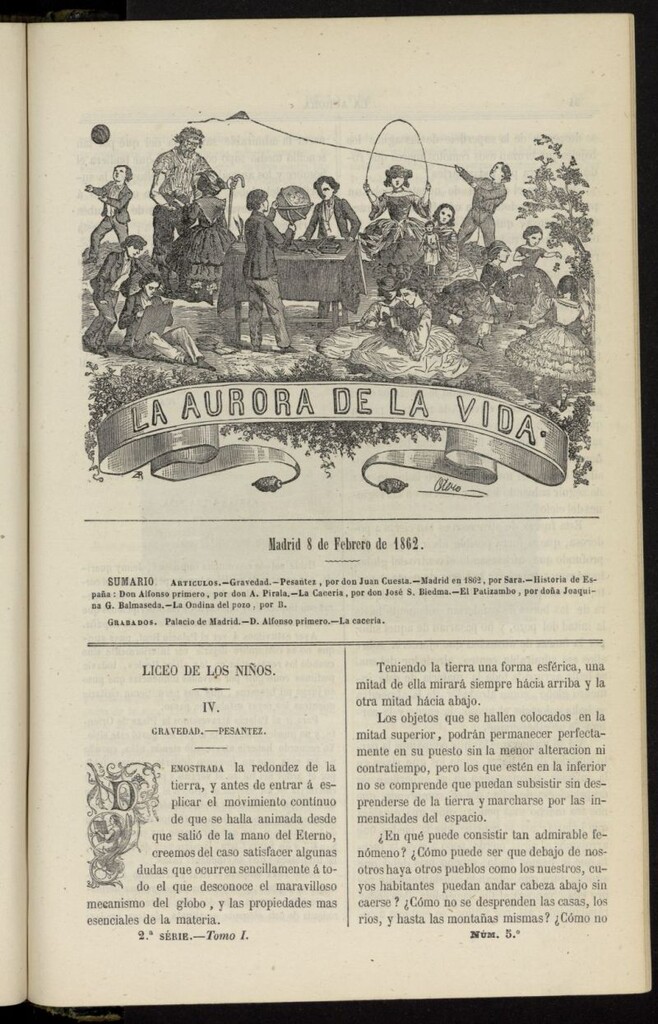 LA AURORA DE LA VIDA.
Otero
Madrid 8 de Febrero de 1862.
SUMARIO. ARTICULOS.—Gravedad.—Pesantez, por don Juan Cuesta.—Madrid en 1862, por Sara.—Historia de Es-
paña: Don Alfonso primero, por don A. Pirala.—La Caceria, por don José S. Biedma.—El Patizambo, por doña Joaqui-
na G. Balmaseda.—La Ondina del pozo, por B.
GRABADOS. Palacio de Madrid.—D. Alfonso primero.—La caceria.
LICEO DE LOS NIÑOS.
IV.
GRAVEDAD.—PESANTEZ.
DEMOSTRADA la redondez de la
tierra, y antes de entrar á es-
plicar el movimiento contínuo
de que se halla animada desde
que salió de la mano del Eterno,
creemos del caso satisfacer algunas
dudas que ocurren sencillamente á to-
do el que desconoce el maravilloso
mecanismo del globo, y las propiedades mas
esenciales de la materia.
2.ª SÉRIE.—Tomo I.
Teniendo la tierra una forma esférica, una
mitad de ella mirará siempre hácia arriba y la
otra mitad hácia abajo.
Los objetos que se hallen colocados en la
mitad superior, podrán permanecer perfecta-
mente en su puesto sin la menor alteracion ni
contratiempo, pero los que estén en la inferior
no se comprende que puedan subsistir sin des-
prenderse de la tierra y marcharse por las in-
mensidades del espacio.
¿En qué puede consistir tan admirable fe-
nómeno? ¿Cómo puede ser que debajo de nos-
otros haya otros pueblos como los nuestros, cu-
yos habitantes puedan andar cabeza abajo sin
caerse? ¿Cómo no se desprenden las casas, los
rios, y hasta las montañas mismas? ¿Cómo no
NÚM. 5.º